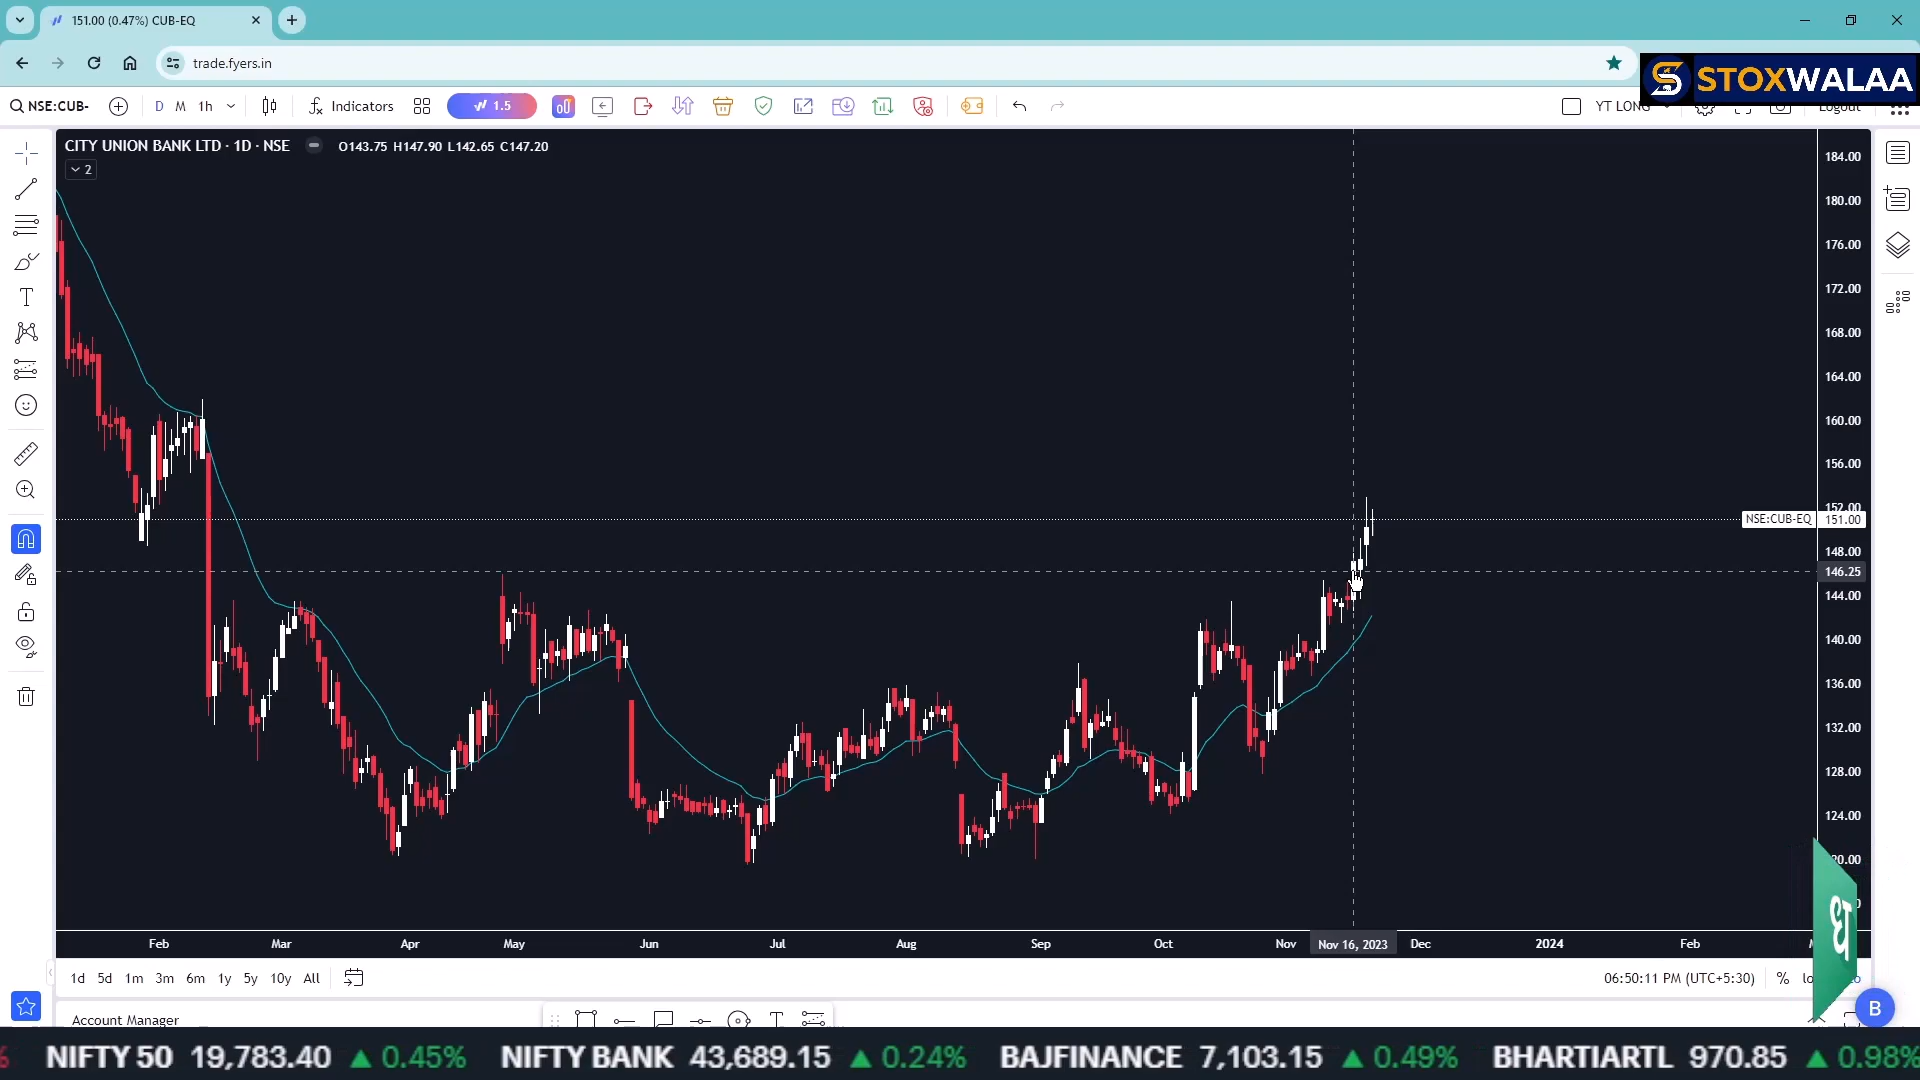 151.00 (0.47%) CUB-EQ
trade.fyers.in
STOXWALAA
NSE:CUB-
D M 1h
Indicators
1.5
YT LONG
Logout
CITY UNION BANK LTD · 1D · NSE
O143.75 H147.90 L142.65 C147.20
2
184.00
180.00
176.00
172.00
168.00
164.00
160.00
156.00
152.00
NSE:CUB-EQ 151.00
148.00
146.25
144.00
140.00
136.00
132.00
128.00
124.00
Feb Mar Apr May Jun Jul Aug Sep Oct Nov Nov 16, 2023 Dec 2024 Feb
1d 5d 1m 3m 6m 1y 5y 10y All
06:50:11 PM (UTC+5:30) %
Account Manager
B
NIFTY 50 19,783.40 ▲ 0.45% NIFTY BANK 43,689.15 ▲ 0.24% BAJFINANCE 7,103.15 ▲ 0.49% BHARTIARTL 970.85 ▲ 0.98%